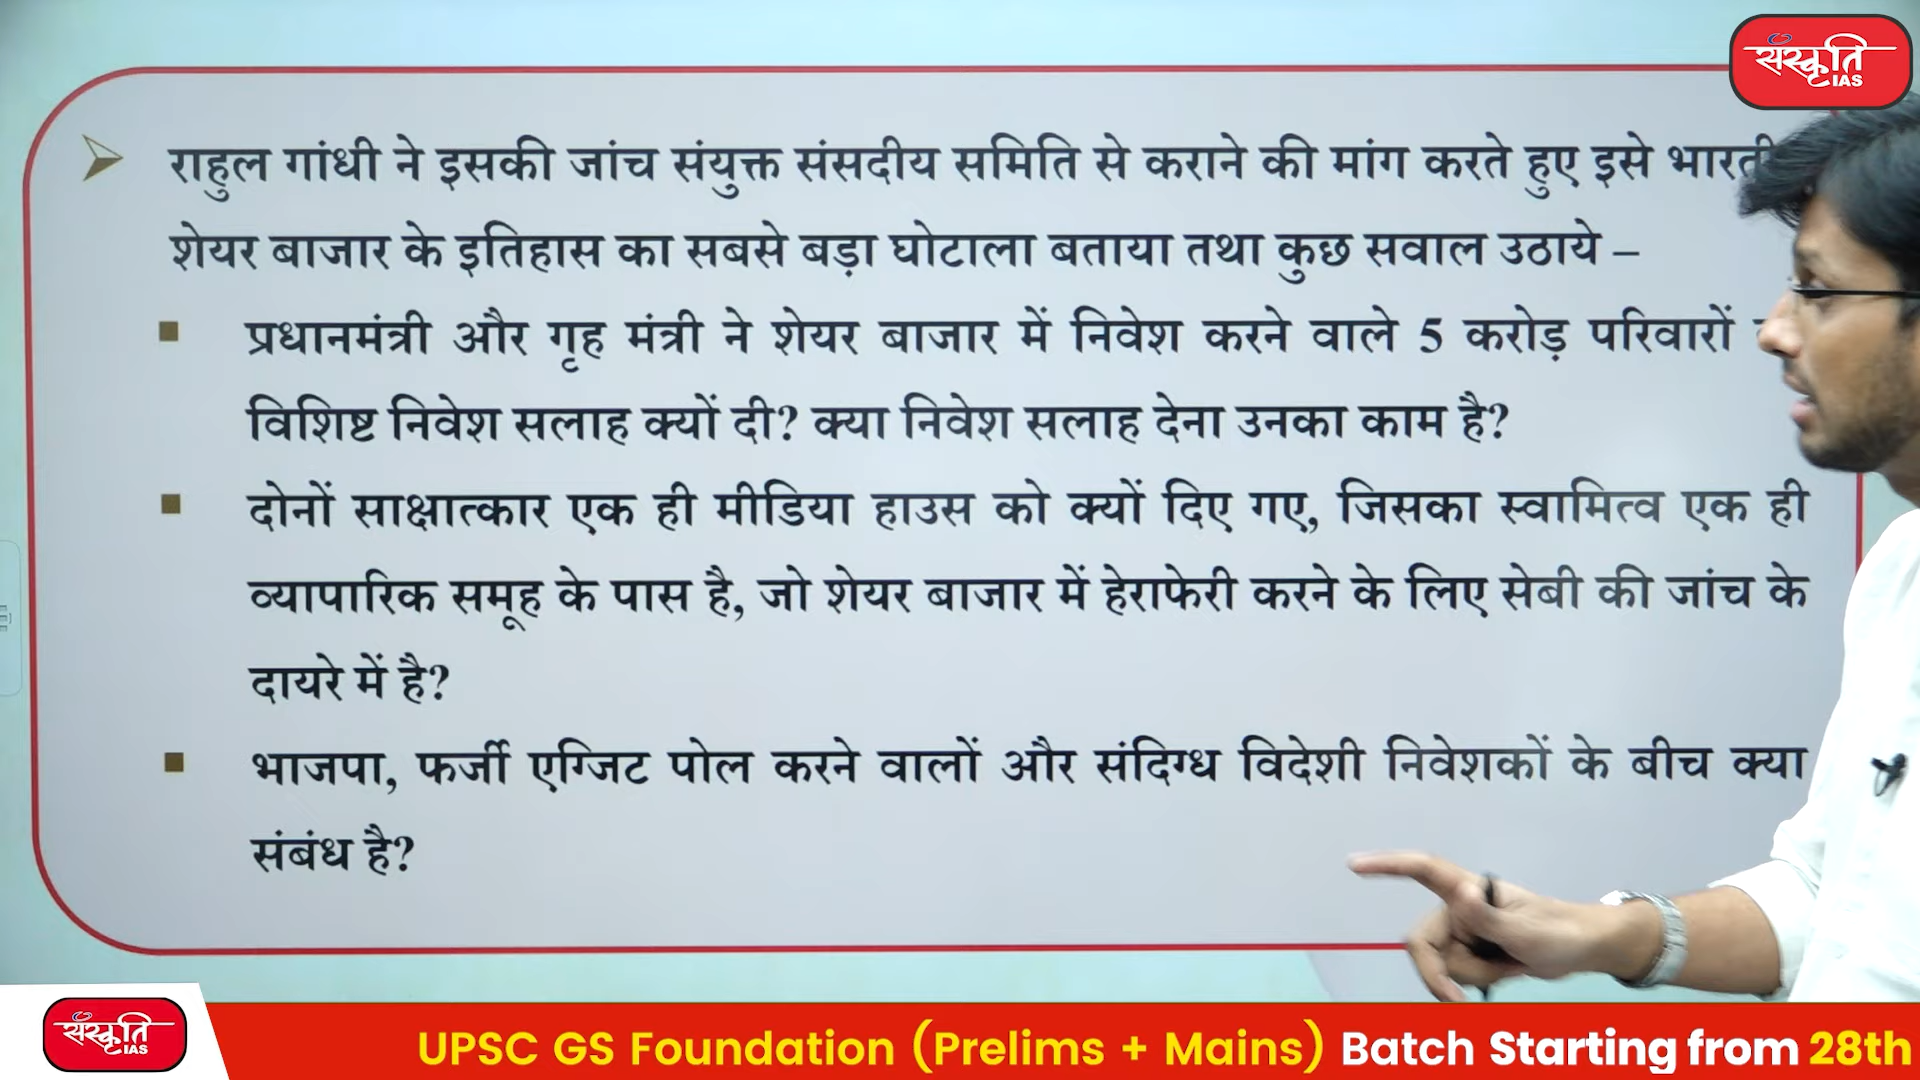 संस्कृति
IAS
राहुल गांधी ने इसकी जांच संयुक्त संसदीय समिति से कराने की मांग करते हुए इसे
शेयर बाजार के इतिहास का सबसे बड़ा घोटाला बताया तथा कुछ सवाल उठाये –
प्रधानमंत्री और गृह मंत्री ने शेयर बाजार में निवेश करने वाले 5 करोड़ परिवारों
विशिष्ट निवेश सलाह क्यों दी? क्या निवेश सलाह देना उनका काम है?
दोनों साक्षात्कार एक ही मीडिया हाउस को क्यों दिए गए, जिसका स्वामित्व एक ही
व्यापारिक समूह के पास है, जो शेयर बाजार में हेराफेरी करने के लिए सेबी की जांच के
दायरे में है?
भाजपा, फर्जी एग्जिट पोल करने वालों और संदिग्ध विदेशी निवेशकों के बीच क्या
संबंध है?
संस्कृति
IAS
UPSC GS Foundation (Prelims + Mains) Batch Starting from 28th